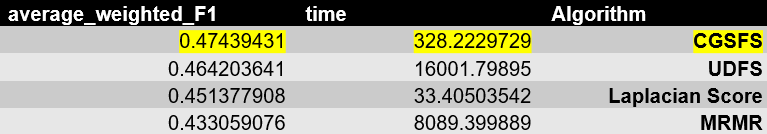 average_weighted_F1 time Algorithm
0.47439431 328.2229729 CGSFS
0.464203641 16001.79895 UDFS
0.451377908 33.40503542 Laplacian Score
0.433059076 8089.399889 MRMR